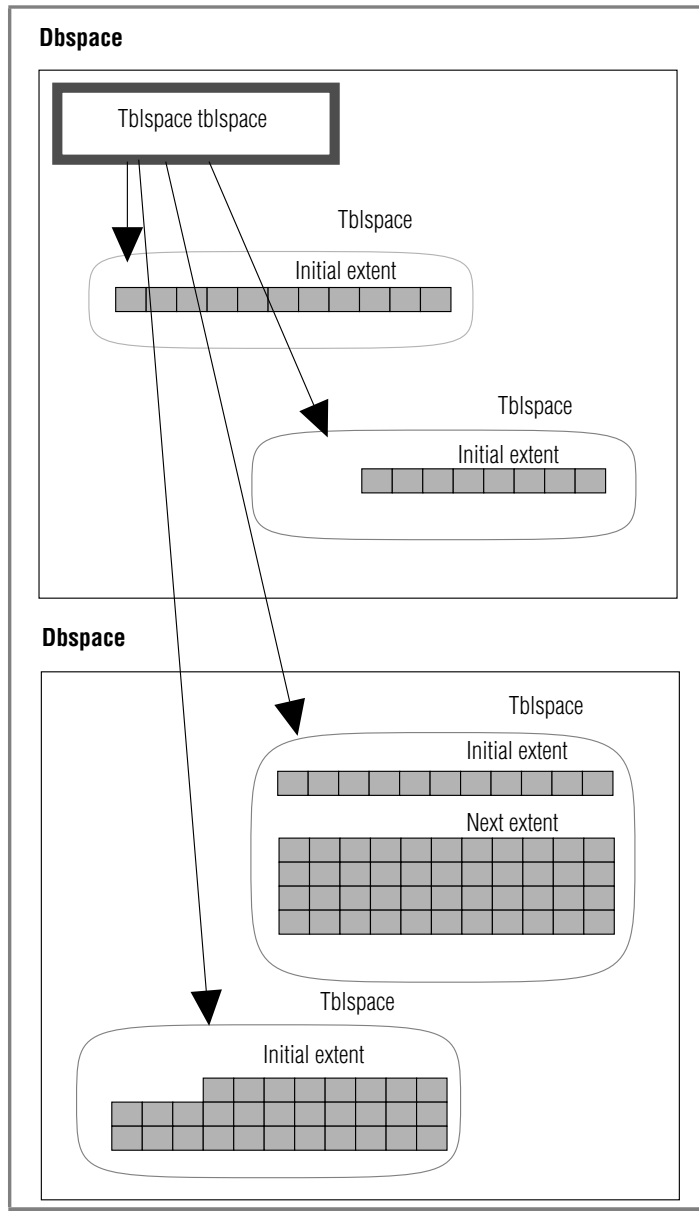 Dbspace
Tblspace tblspace
Tblspace
Initial extent
Tblspace
Initial extent
Dbspace
Tblspace
Initial extent
Next extent
Tblspace
Initial extent